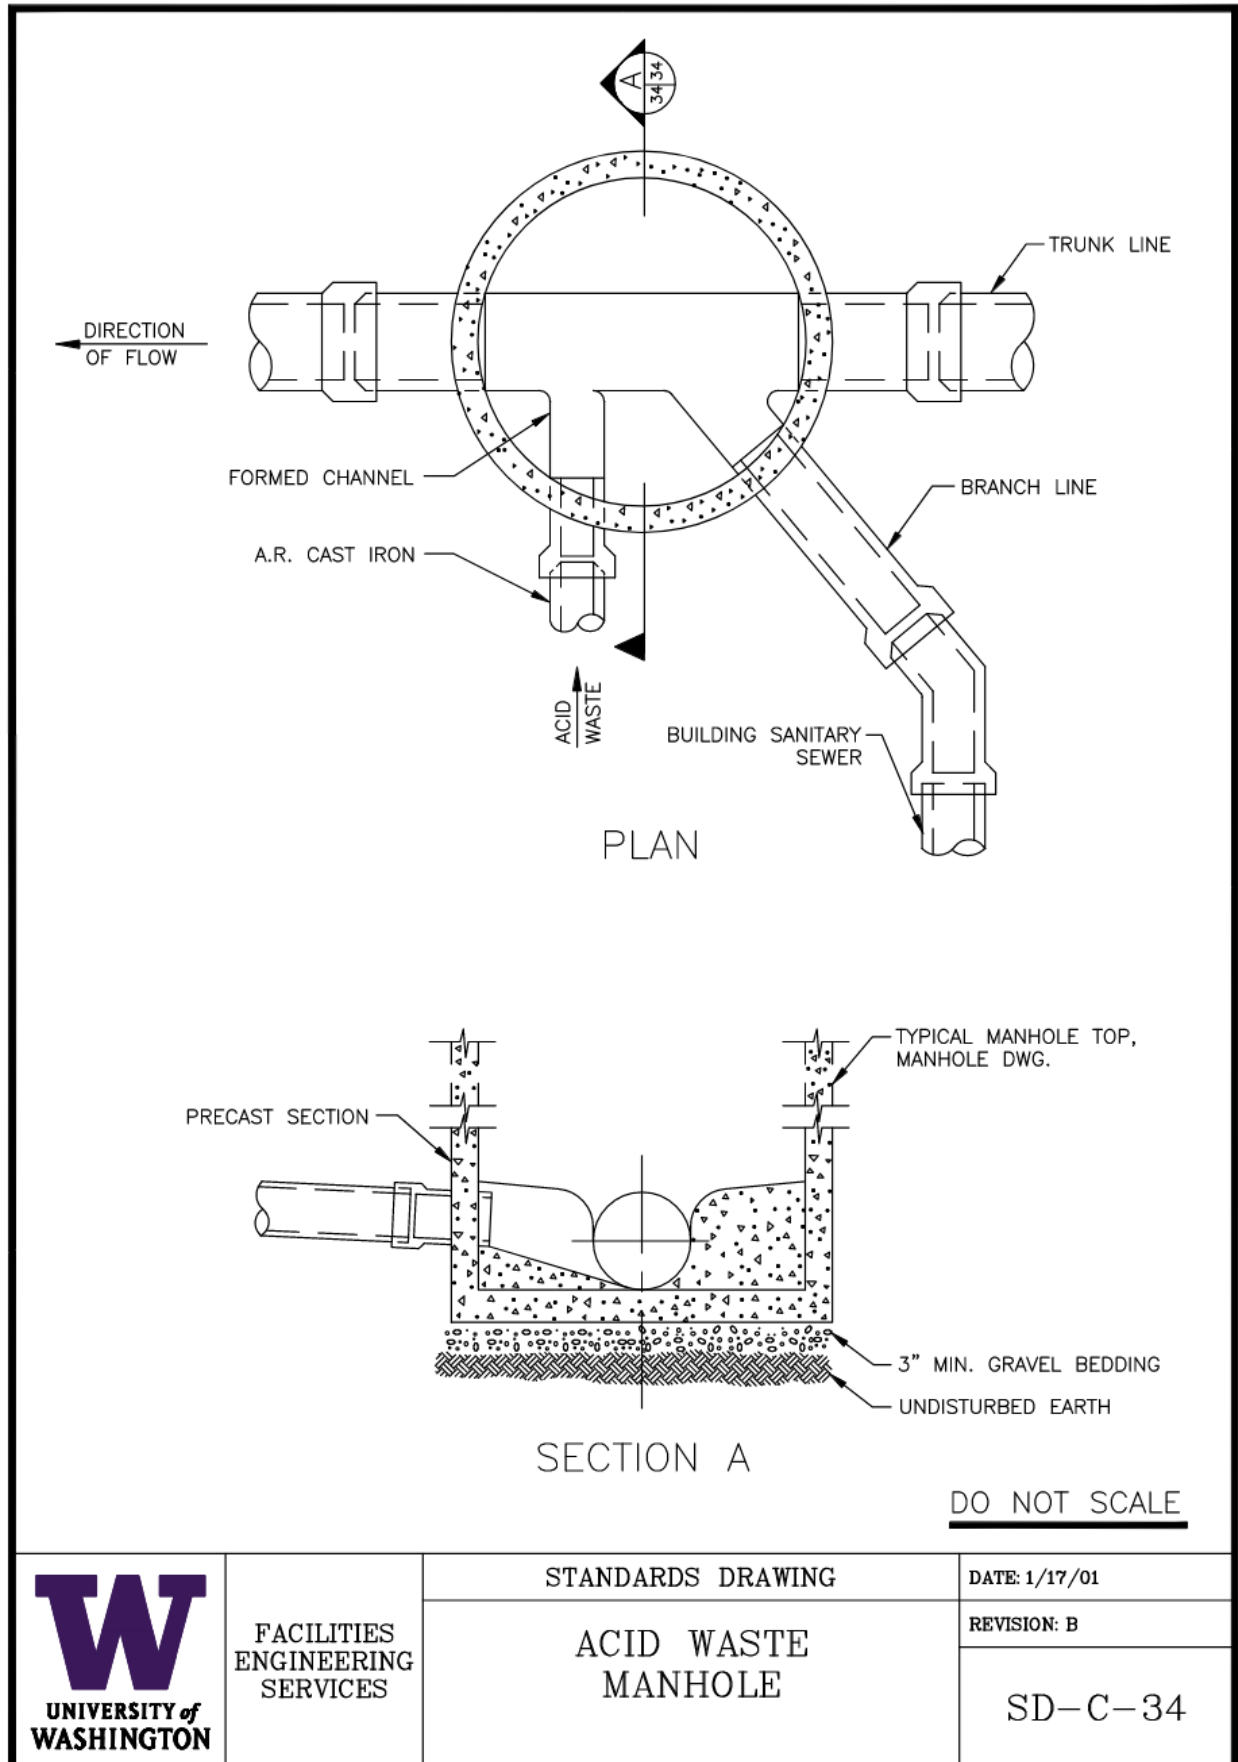 A
34
34
TRUNK LINE
DIRECTION
OF FLOW
FORMED CHANNEL
BRANCH LINE
A.R. CAST IRON
ACID
WASTE
BUILDING SANITARY
SEWER
PLAN
TYPICAL MANHOLE TOP,
MANHOLE DWG.
PRECAST SECTION
3" MIN. GRAVEL BEDDING
UNDISTURBED EARTH
SECTION A
DO NOT SCALE
W
UNIVERSITY of
WASHINGTON
FACILITIES
ENGINEERING
SERVICES
STANDARDS DRAWING
ACID WASTE
MANHOLE
DATE: 1/17/01
REVISION: B
SD-C-34